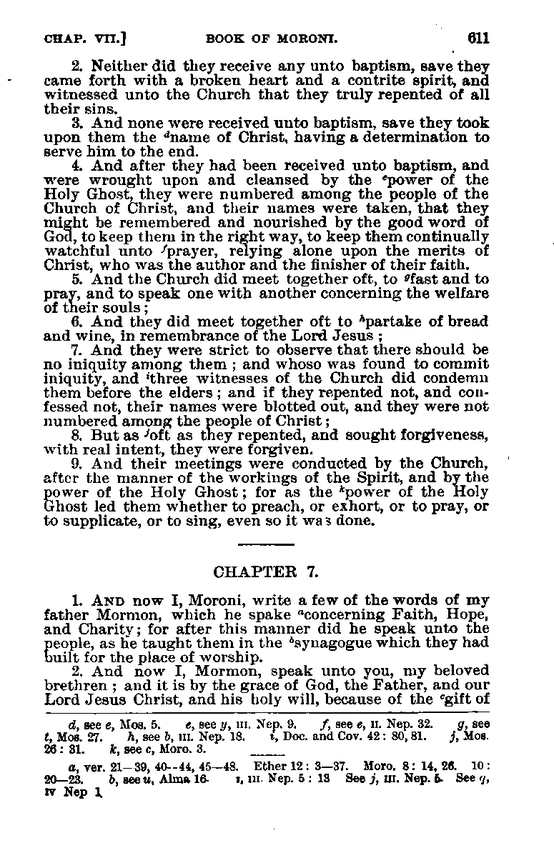 CHAP. VII.] BOOK OF MORONI. 611
2. Neither did they receive any unto baptism, save they
came forth with a broken heart and a contrite spirit, and
witnessed unto the Church that they truly repented of all
their sins.
3. And none were received unto baptism, save they took
upon them the dname of Christ, having a determination to
serve him to the end.
4. And after they had been received unto baptism, and
were wrought upon and cleansed by the epower of the
Holy Ghost, they were numbered among the people of the
Church of Christ, and their names were taken, that they
might be remembered and nourished by the good word of
God, to keep them in the right way, to keep them continually
watchful unto fprayer, relying alone upon the merits of
Christ, who was the author and the finisher of their faith.
5. And the Church did meet together oft, to gfast and to
pray, and to speak one with another concerning the welfare
of their souls;
6. And they did meet together oft to hpartake of bread
and wine, in remembrance of the Lord Jesus;
7. And they were strict to observe that there should be
no iniquity among them; and whoso was found to commit
iniquity, and ithree witnesses of the Church did condemn
them before the elders; and if they repented not, and con-
fessed not, their names were blotted out, and they were not
numbered among the people of Christ;
8. But as joft as they repented, and sought forgiveness,
with real intent, they were forgiven.
9. And their meetings were conducted by the Church,
after the manner of the workings of the Spirit, and by the
power of the Holy Ghost; for as the kpower of the Holy
Ghost led them whether to preach, or exhort, or to pray, or
to supplicate, or to sing, even so it was done.
CHAPTER 7.
1. AND now I, Moroni, write a few of the words of my
father Mormon, which he spake aconcerning Faith, Hope,
and Charity; for after this manner did he speak unto the
people, as he taught them in the bsynagogue which they had
built for the place of worship.
2. And now I, Mormon, speak unto you, my beloved
brethren; and it is by the grace of God, the Father, and our
Lord Jesus Christ, and his holy will, because of the cgift of
d, see e, Mos. 5. e, see y, III. Nep. 9. f, see e, II. Nep. 32. g, see
t, Mos. 27. h, see b, III. Nep. 18. i, Doc. and Cov. 42: 80, 81. j, Mos.
26: 31. k, see c, Moro. 3.
a, ver. 21—39, 40—44, 45—48. Ether 12: 3—37. Moro. 8: 14, 26. 10:
20—23. b, see u, Alma 16. III. Nep. 5: 13 See j, III. Nep. 5. See q,
IV Nep 1